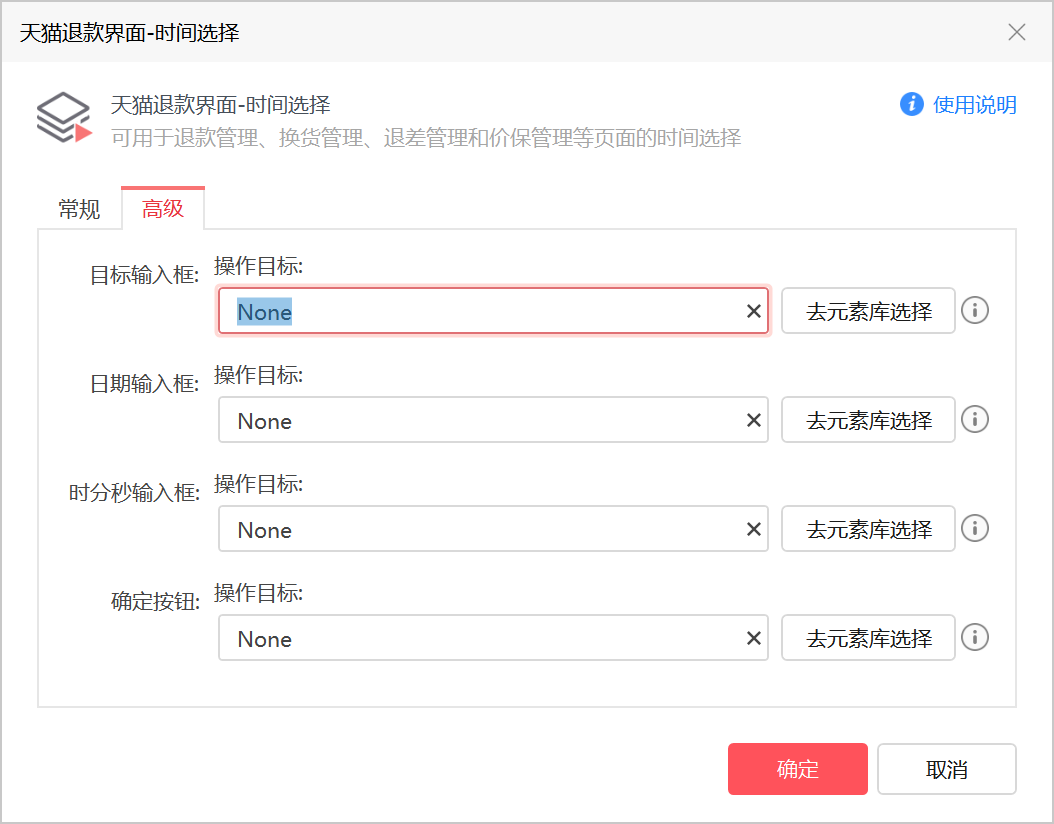 天猫退款界面-时间选择
天猫退款界面-时间选择
使用说明
可用于退款管理、换货管理、退差管理和价保管理等页面的时间选择
常规
高级
目标输入框:
操作目标:
None
去元素库选择
日期输入框:
操作目标:
None
去元素库选择
时分秒输入框:
操作目标:
None
去元素库选择
确定按钮:
操作目标:
None
去元素库选择
确定
取消